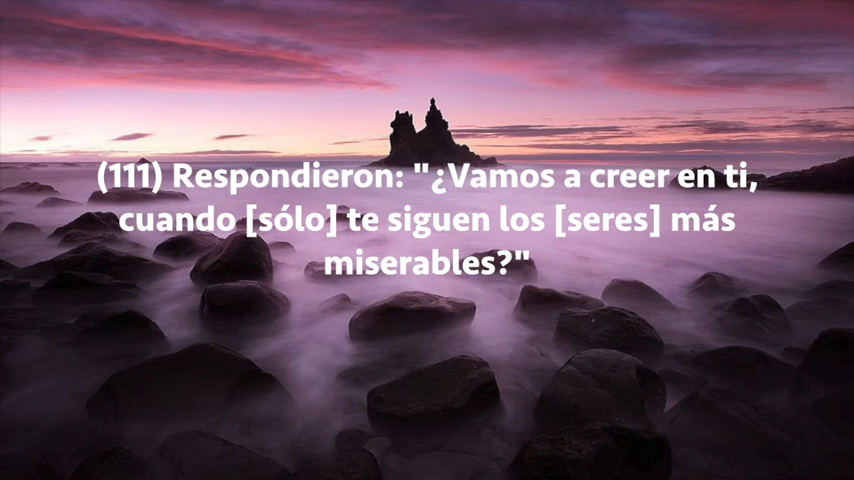 (111) Respondieron: "¿Vamos a creer en ti,
cuando [sólo] te siguen los [seres] más
miserables?"